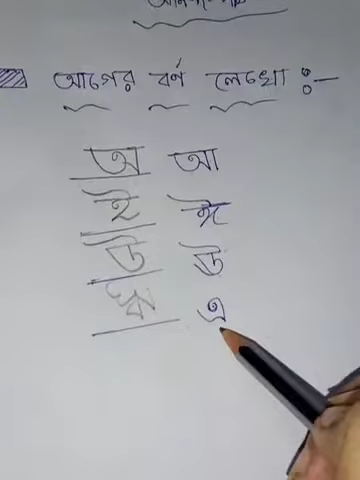 আগের বর্ণ লেখো :–
অ আ
ই ঈ
উ ঊ
ঋ এ